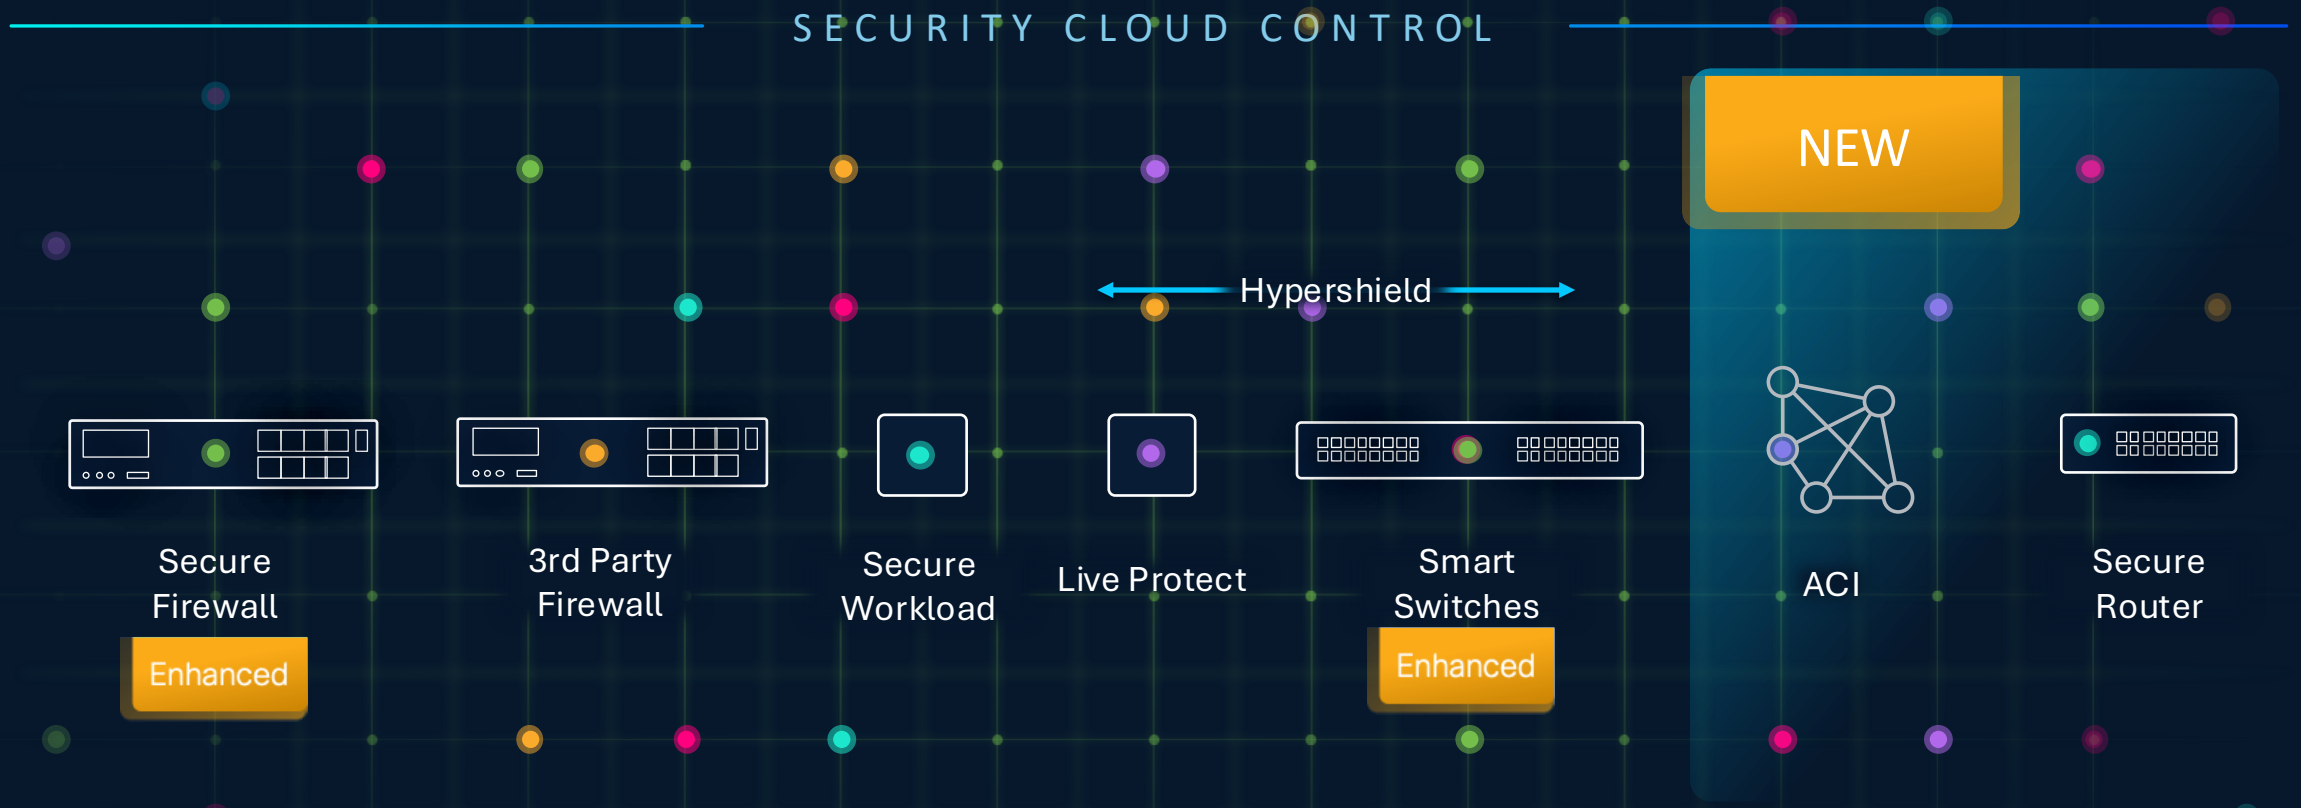 SECURITY CLOUD CONTROL
NEW
Hypershield
Secure
Firewall
Enhanced
3rd Party
Firewall
Secure
Workload
Live Protect
Smart
Switches
Enhanced
ACI
Secure
Router